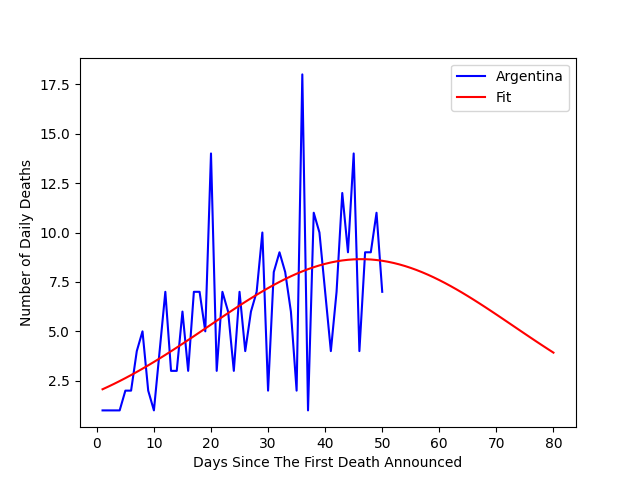 Argentina
Fit
17.5
15.0
12.5
10.0
7.5
5.0
2.5
Number of Daily Deaths
0 10 20 30 40 50 60 70 80
Days Since The First Death Announced